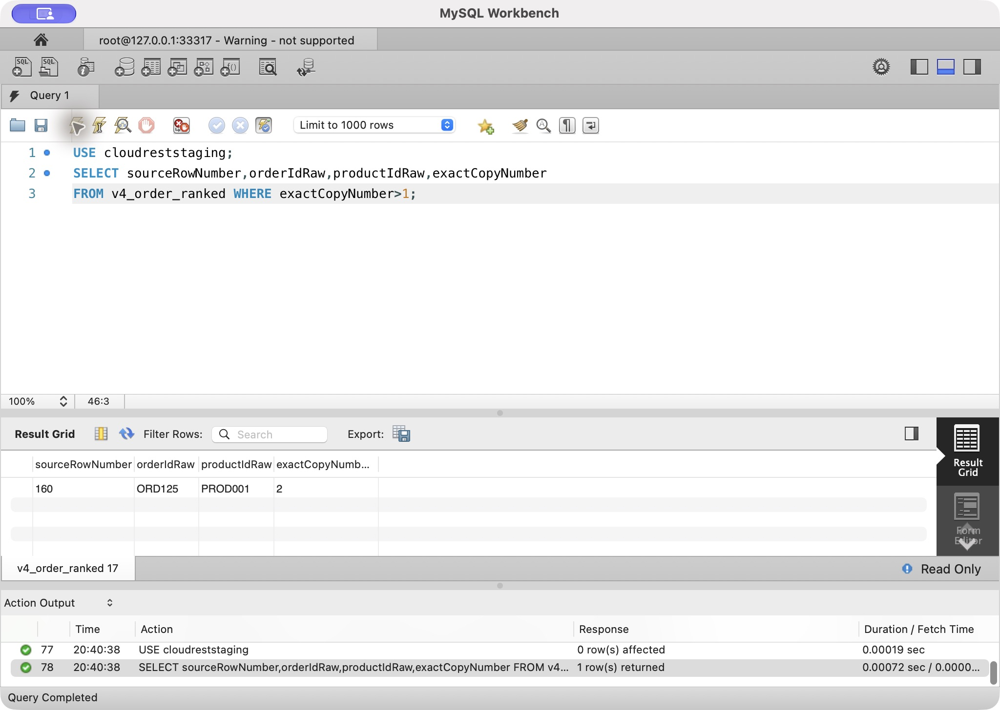 MySQL Workbench
root@127.0.0.1:33317 - Warning - not supported
SQL SQL
Query 1
Limit to 1000 rows
1 USE cloudreststaging;
2 SELECT sourceRowNumber,orderIdRaw,productIdRaw,exactCopyNumber
3 FROM v4_order_ranked WHERE exactCopyNumber>1;
100% 46:3
Result Grid Filter Rows: Search Export:
Result
Grid
sourceRowNumber orderIdRaw productIdRaw exactCopyNumb...
160 ORD125 PROD001 2
Form
Editor
v4_order_ranked 17 Read Only
Action Output
Time Action Response Duration / Fetch Time
77 20:40:38 USE cloudreststaging 0 row(s) affected 0.00019 sec
78 20:40:38 SELECT sourceRowNumber,orderIdRaw,productIdRaw,exactCopyNumber FROM v4... 1 row(s) returned 0.00072 sec / 0.0000...
Query Completed